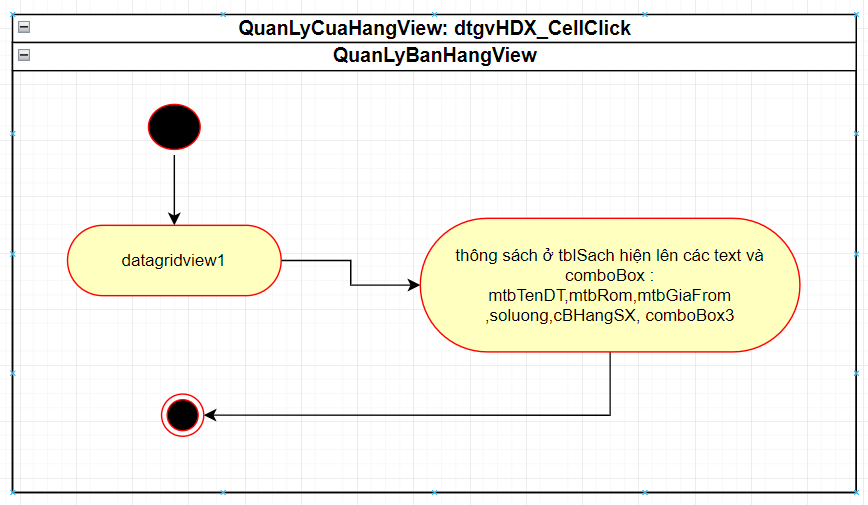 QuanLyCuaHangView: dtgvHDX_CellClick
QuanLyBanHangView
datagridview1
thông sách ở tblSach hiện lên các text và
comboBox :
mtbTenDT,mtbRom,mtbGiaFrom
,soluong,cBHangSX, comboBox3